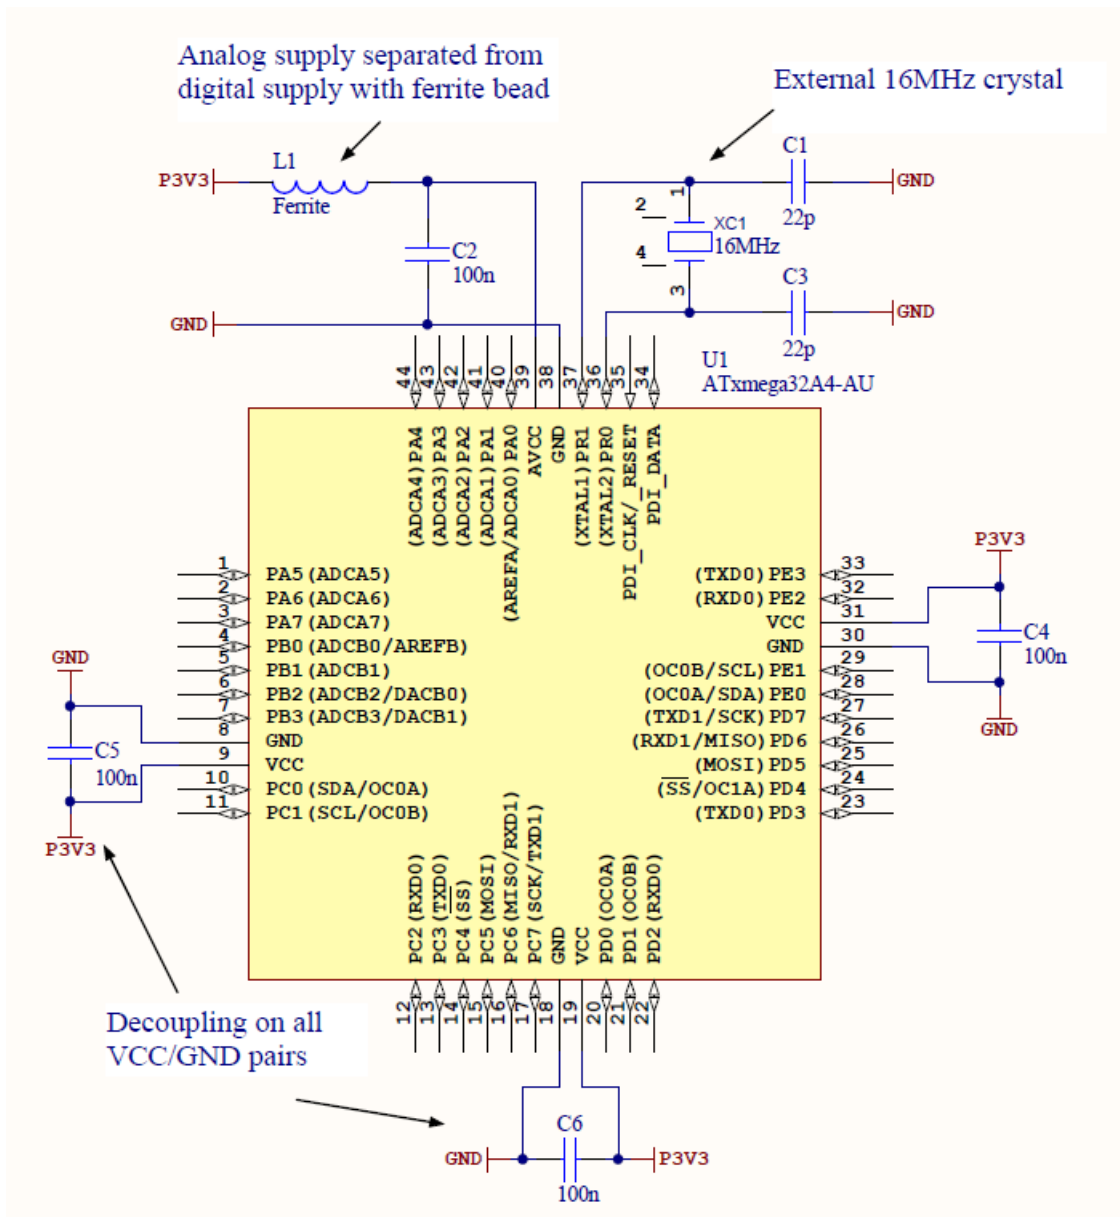 Analog supply separated from
digital supply with ferrite bead
External 16MHz crystal
P3V3
L1
Ferrite
C2
100n
GND
1
2
XC1
16MHz
4
3
C1
22p
GND
C3
22p
GND
U1
ATxmega32A4-AU
44
43
42
41
40
39
38
37
36
35
34
(ADCA4)PA4
(ADCA3)PA3
(ADCA2)PA2
(ADCA1)PA1
(AREFA/ADCA0)PA0
AVCC
GND
(XTAL1)PR1
(XTAL2)PR0
PDI_CLK/_RESET
PDI_DATA
1 PA5(ADCA5)
2 PA6(ADCA6)
3 PA7(ADCA7)
4 PB0(ADCB0/AREFB)
5 PB1(ADCB1)
6 PB2(ADCB2/DACB0)
7 PB3(ADCB3/DACB1)
8 GND
9 VCC
10 PC0(SDA/OC0A)
11 PC1(SCL/OC0B)
GND
C5
100n
P3V3
(TXD0)PE3 33
(RXD0)PE2 32
VCC 31
GND 30
(OC0B/SCL)PE1 29
(OC0A/SDA)PE0 28
(TXD1/SCK)PD7 27
(RXD1/MISO)PD6 26
(MOSI)PD5 25
(SS/OC1A)PD4 24
(TXD0)PD3 23
P3V3
C4
100n
GND
PC2(RXD0)
PC3(TXD0)
PC4(SS)
PC5(MOSI)
PC6(MISO/RXD1)
PC7(SCK/TXD1)
GND
VCC
PD0(OC0A)
PD1(OC0B)
PD2(RXD0)
12
13
14
15
16
17
18
19
20
21
22
Decoupling on all
VCC/GND pairs
C6
GND
P3V3
100n